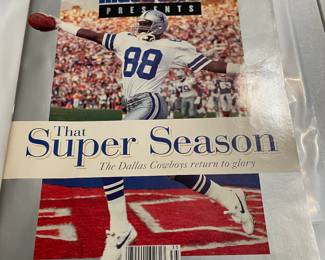 PRESENTS
88
That
Super Season
The Dallas Cowboys return to glory